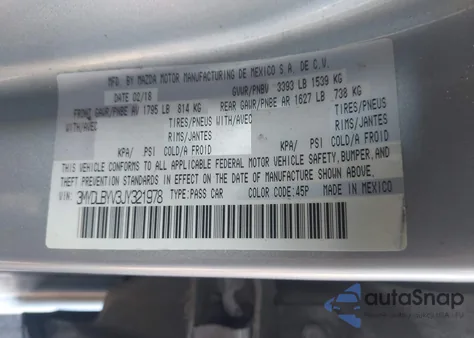 MFD. BY MAZDA MOTOR MANUFACTURING DE MEXICO S.A. DE C.V.
DATE 02/18 GVWR/PNBV 3393 LB 1539 KG
FRONT GAWR/PNBE AV 1795 LB 814 KG REAR GAWR/PNBE AR 1627 LB 738 KG
WITH/AVEC TIRES/PNEUS WITH/AVEC TIRES/PNEUS
RIMS/JANTES RIMS/JANTES
KPA/ PSI COLD/A FROID KPA/ PSI COLD/A FROID
THIS VEHICLE CONFORMS TO ALL APPLICABLE FEDERAL MOTOR VEHICLE SAFETY, BUMPER, AND
THEFT PREVENTION STANDARDS IN EFFECT ON THE DATE OF MANUFACTURE SHOWN ABOVE.
VIN: 3MYDLBYV3JY321978 TYPE: PASS CAR COLOR CODE: 45P MADE IN MEXICO
autoSnap